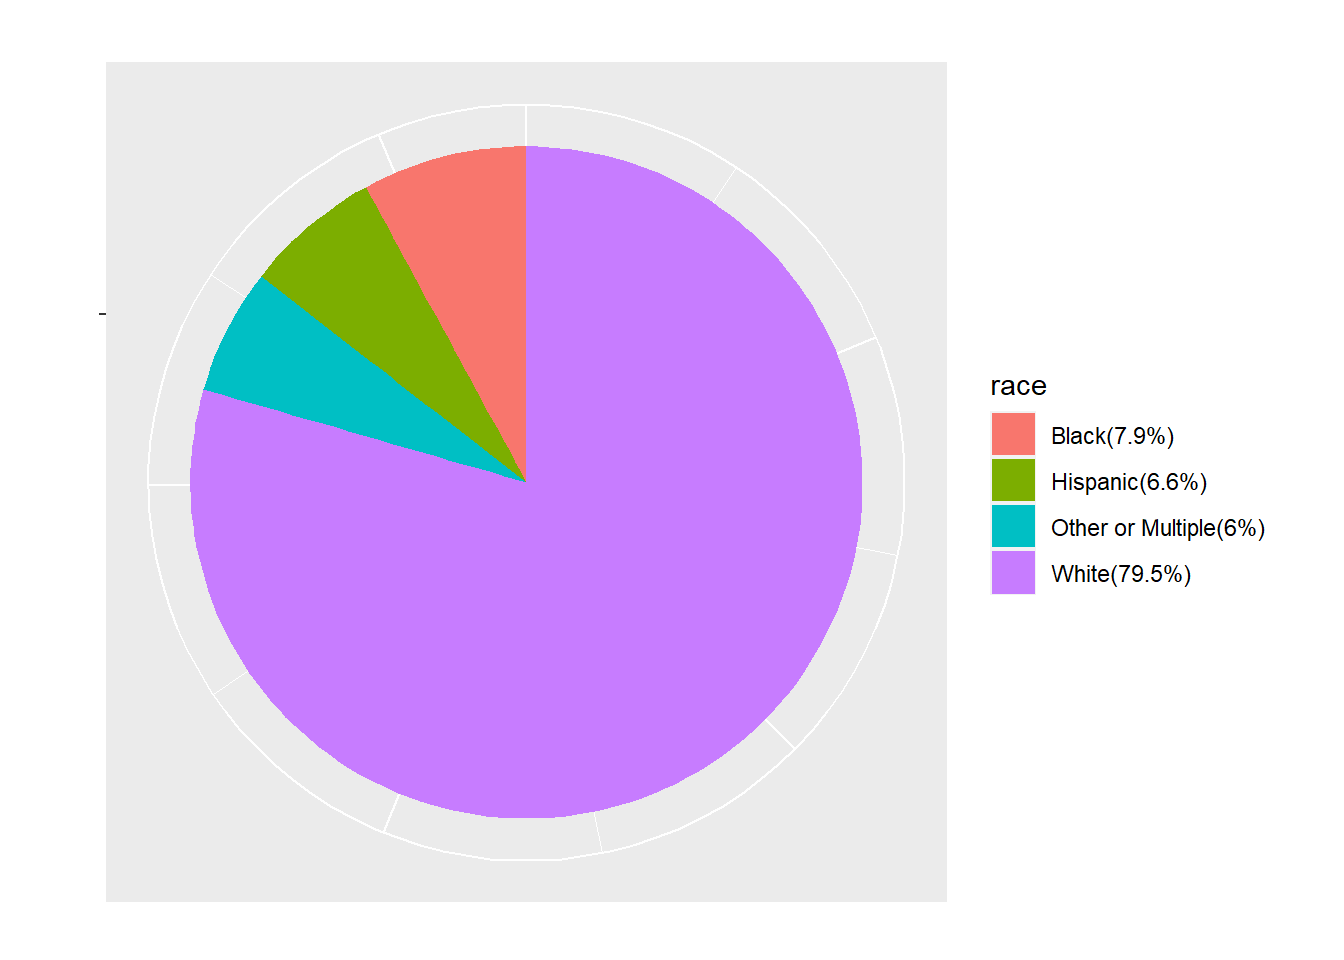 race
Black(7.9%)
Hispanic(6.6%)
Other or Multiple(6%)
White(79.5%)